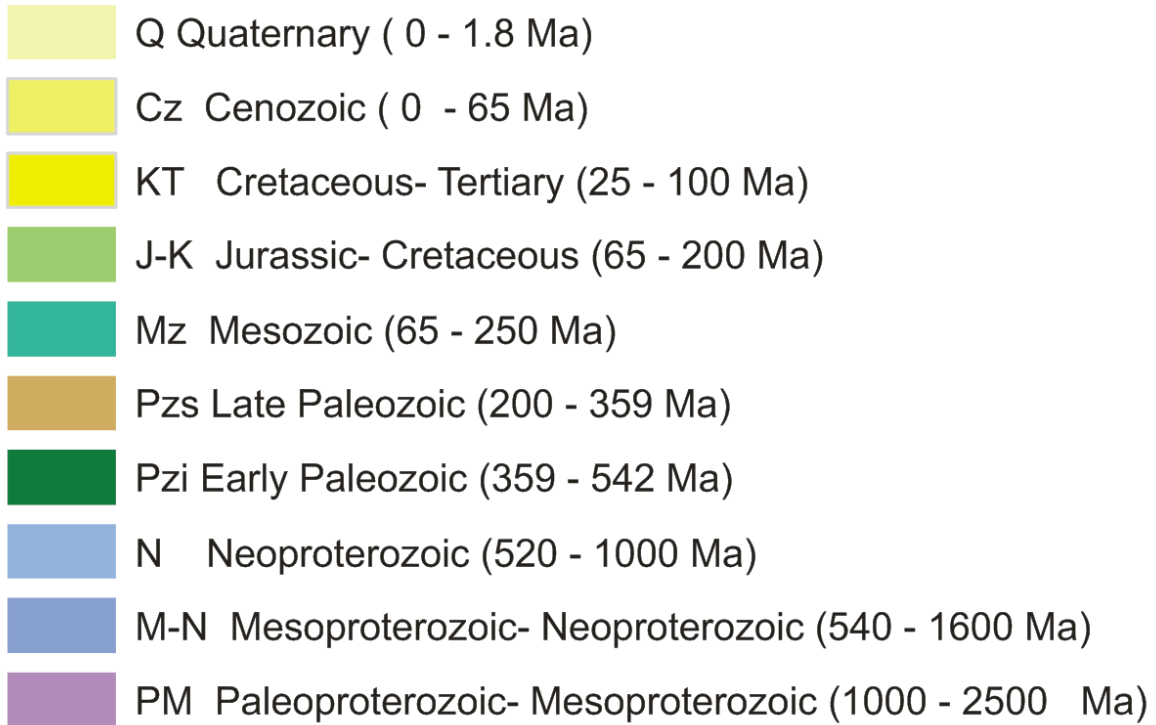 Q Quaternary ( 0 - 1.8 Ma)
Cz Cenozoic ( 0 - 65 Ma)
KT Cretaceous- Tertiary (25 - 100 Ma)
J-K Jurassic- Cretaceous (65 - 200 Ma)
Mz Mesozoic (65 - 250 Ma)
Pzs Late Paleozoic (200 - 359 Ma)
Pzi Early Paleozoic (359 - 542 Ma)
N Neoproterozoic (520 - 1000 Ma)
M-N Mesoproterozoic- Neoproterozoic (540 - 1600 Ma)
PM Paleoproterozoic- Mesoproterozoic (1000 - 2500 Ma)